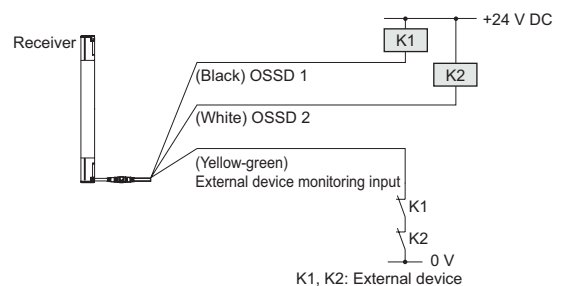 +24 V DC
Receiver
K1
K2
(Black) OSSD 1
(White) OSSD 2
(Yellow-green)
External device monitoring input
K1
K2
0 V
K1, K2: External device